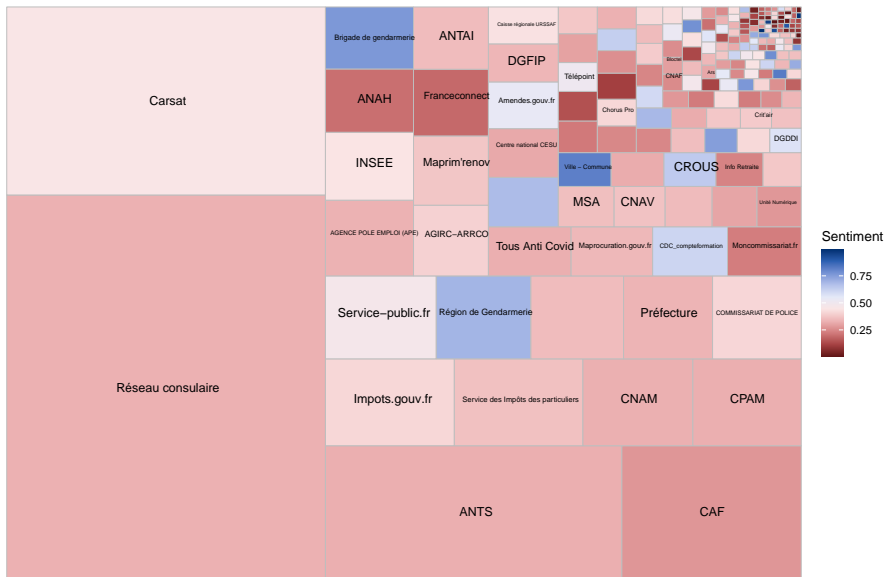 Brigade de gendarmerie
ANTAI
Caisse régionale URSSAF
DGFIP
Carsat
ANAH
Franceconnect
Amendes.gouv.fr
Télépoint
Biocnel
CNAF
Chorus Pro
Crit'air
INSEE
Maprim'renov
Centre national CESU
DGDDI
Ville – Commune
CROUS
Info Retraite
MSA
CNAV
Unité Numérique
AGENCE POLE EMPLOI (APE)
AGIRC–ARRCO
Tous Anti Covid
Maprocuration.gouv.fr
CDC_compteformation
Moncommissariat.fr
Service–public.fr
Région de Gendarmerie
Préfecture
COMMISSARIAT DE POLICE
Réseau consulaire
Impots.gouv.fr
Service des Impôts des particuliers
CNAM
CPAM
ANTS
CAF
Sentiment
0.75
0.50
0.25